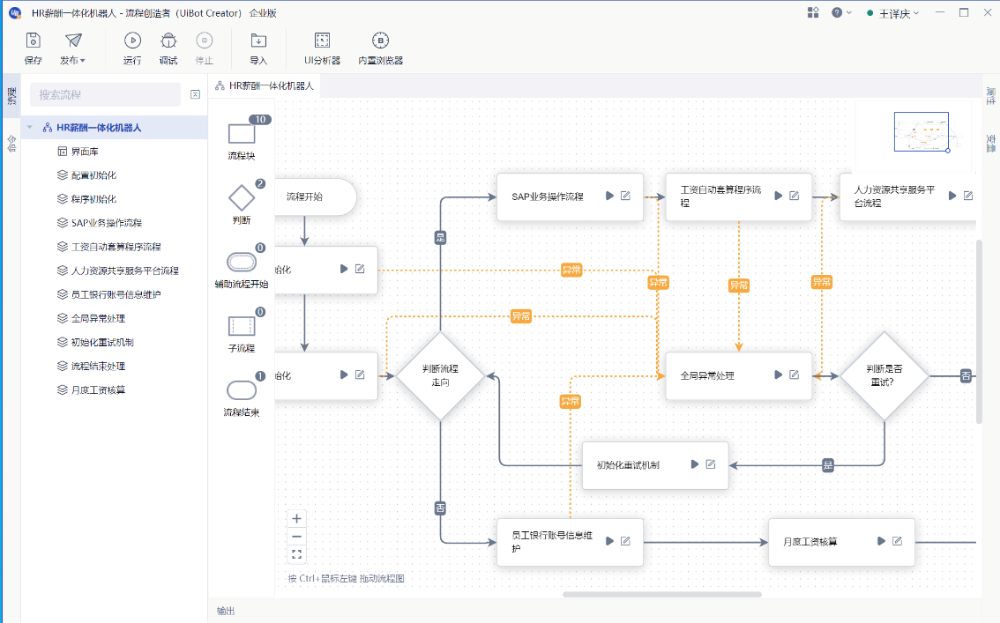 HR薪酬一体化机器人 - 流程创造者（UiBot Creator） 企业版
王译庆
保存
发布
运行
调试
停止
导入
UI分析器
内置浏览器
流程
命令
搜索流程
HR薪酬一体化机器人
界面库
配置初始化
程序初始化
SAP业务操作流程
工资自动套算程序流程
人力资源共享服务平台流程
员工银行账号信息维护
全局异常处理
初始化重试机制
流程结束处理
月度工资核算
HR薪酬一体化机器人
10
流程块
2
判断
0
辅助流程开始
0
子流程
1
流程结束
流程开始
始化
始化
SAP业务操作流程
工资自动套算程序流
程
人力资源共享服务平
台流程
是
异常
异常
异常
异常
异常
判断流程
走向
全局异常处理
判断是否
重试？
否
异常
初始化重试机制
是
否
员工银行账号信息维
护
月度工资核算
按 Ctrl+鼠标左键 拖动流程图
输出
属性
变量